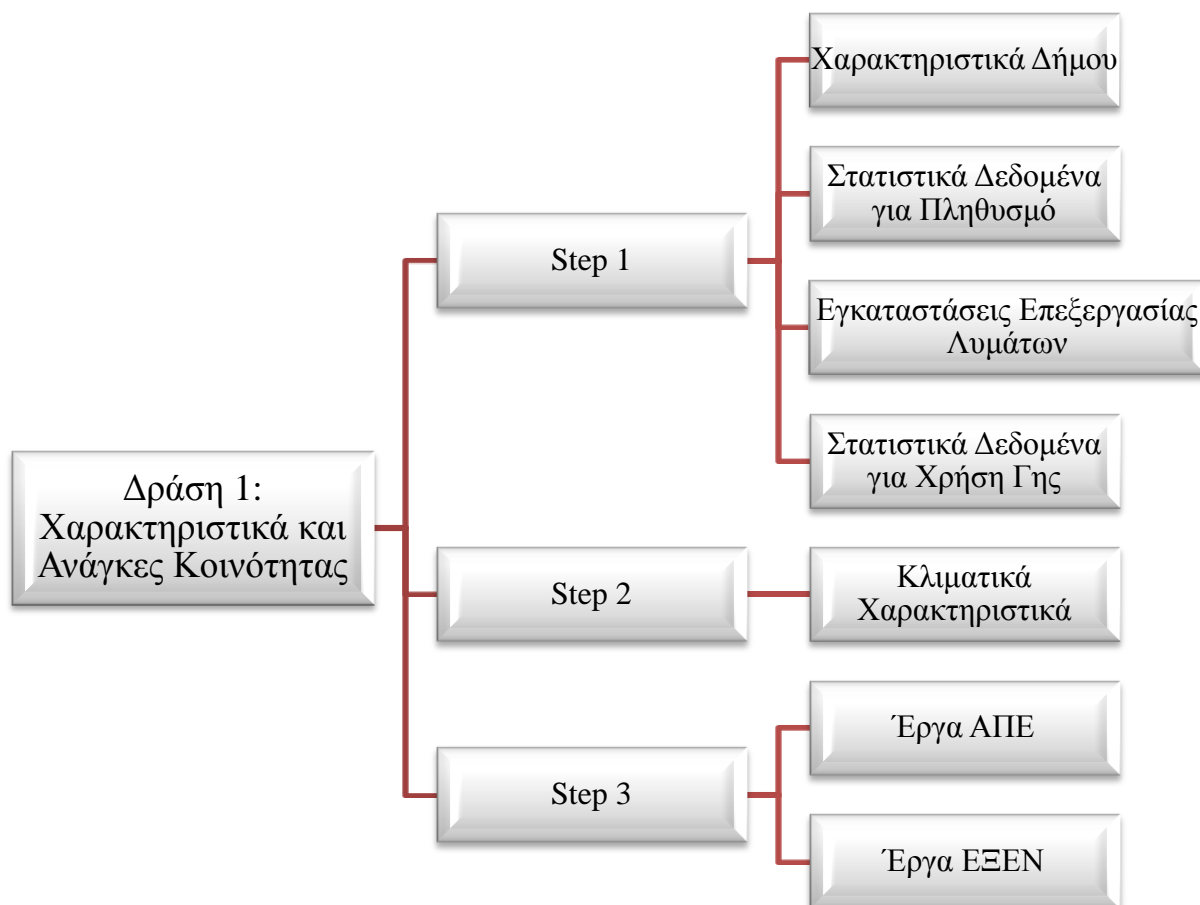 Δράση 1:
Χαρακτηριστικά και
Ανάγκες Κοινότητας
Step 1
Χαρακτηριστικά Δήμου
Στατιστικά Δεδομένα
για Πληθυσμό
Εγκαταστάσεις Επεξεργασίας
Λυμάτων
Στατιστικά Δεδομένα
για Χρήση Γης
Step 2
Κλιματικά
Χαρακτηριστικά
Step 3
Έργα ΑΠΕ
Έργα ΕΞΕΝ